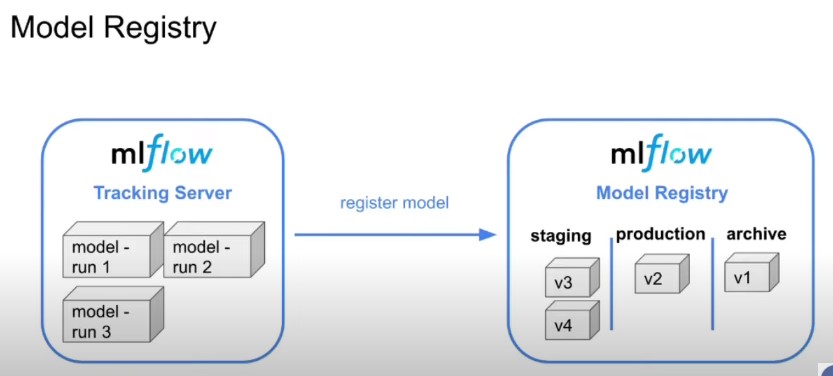 Model Registry
mlflow
Tracking Server
model -
run 1
model -
run 2
model -
run 3
register model
mlflow
Model Registry
staging
production
archive
v3
v4
v2
v1